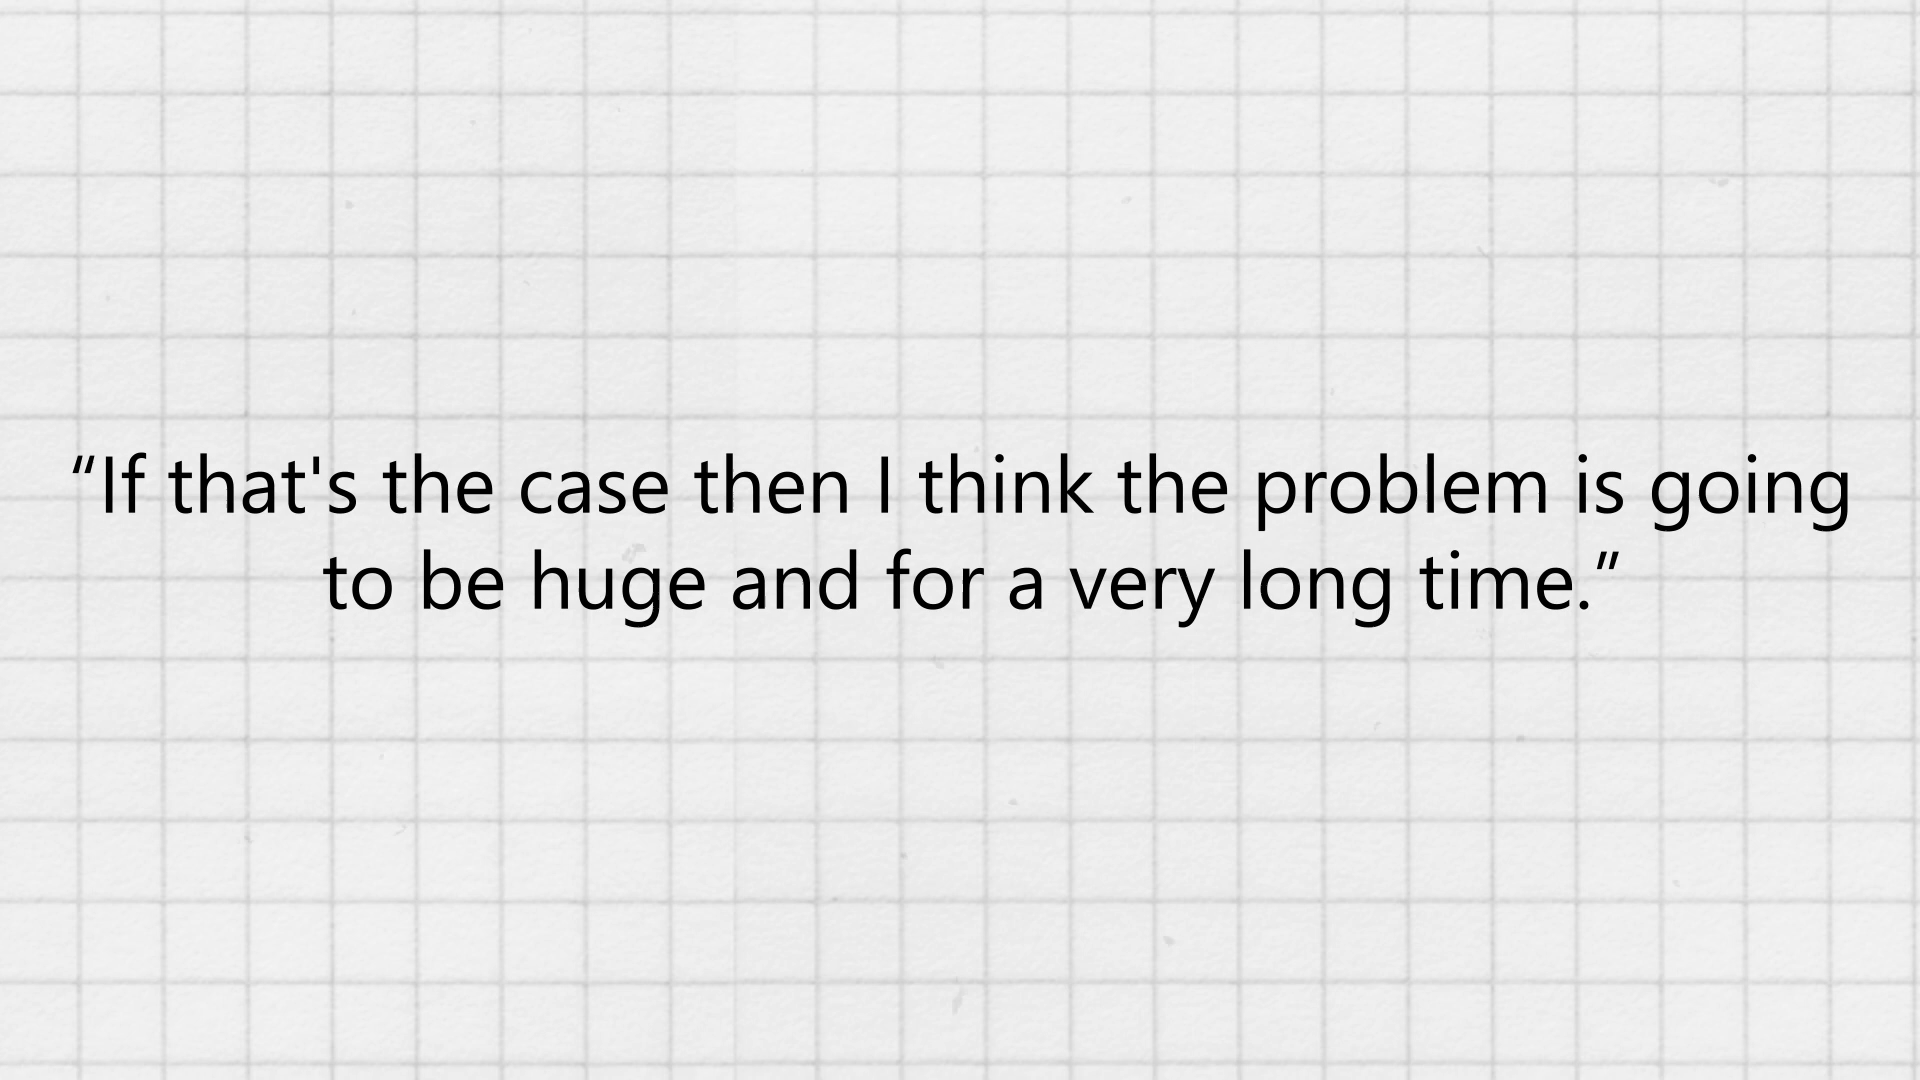 “If that's the case then I think the problem is going
to be huge and for a very long time.”